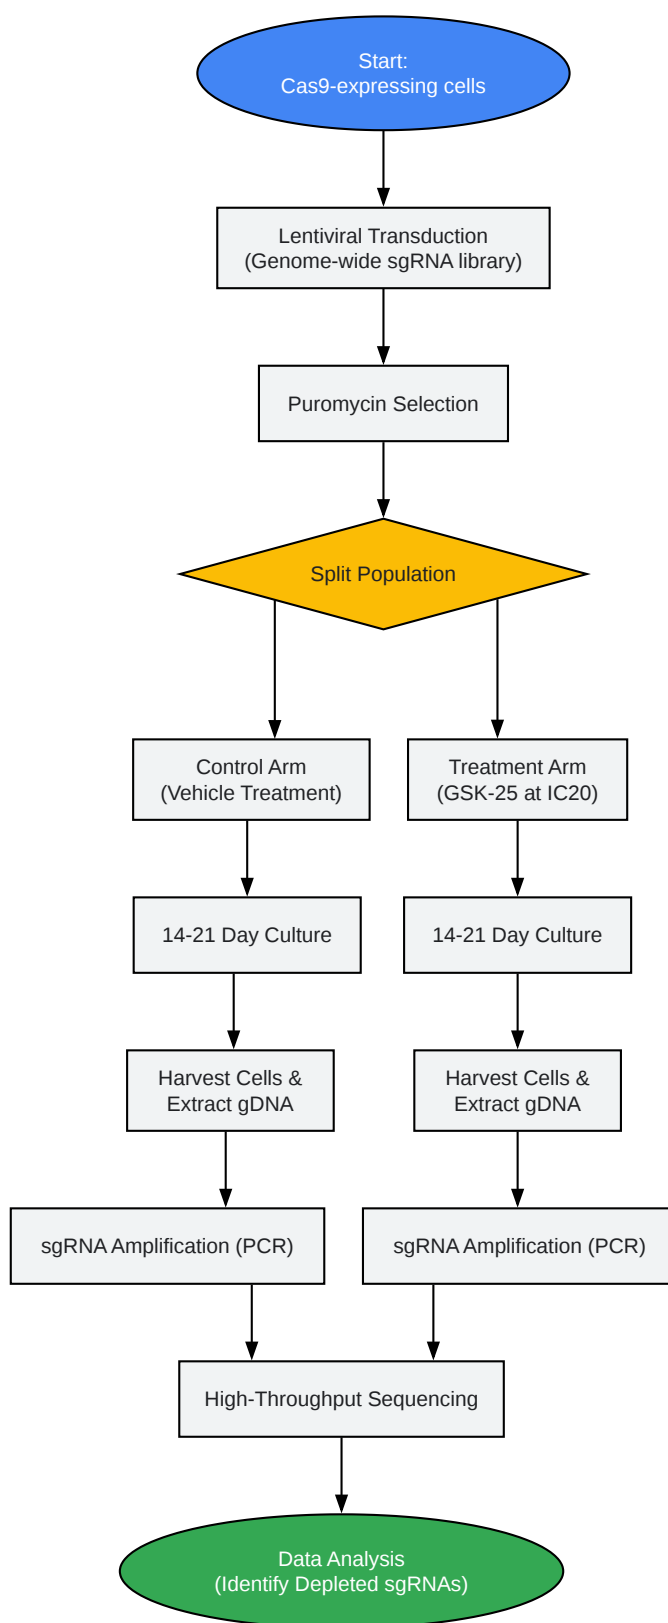 Start:
Cas9-expressing cells
Lentiviral Transduction
(Genome-wide sgRNA library)
Puromycin Selection
Split Population
Control Arm
(Vehicle Treatment)
Treatment Arm
(GSK-25 at IC20)
14-21 Day Culture
14-21 Day Culture
Harvest Cells &
Extract gDNA
Harvest Cells &
Extract gDNA
sgRNA Amplification (PCR)
sgRNA Amplification (PCR)
High-Throughput Sequencing
Data Analysis
(Identify Depleted sgRNAs)